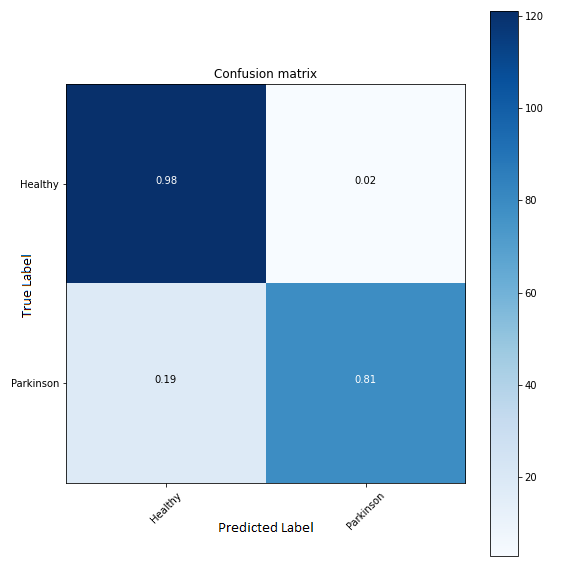 Confusion matrix
True Label
Healthy
Parkinson
0.98
0.02
0.19
0.81
Healthy
Parkinson
Predicted Label
120
100
80
60
40
20